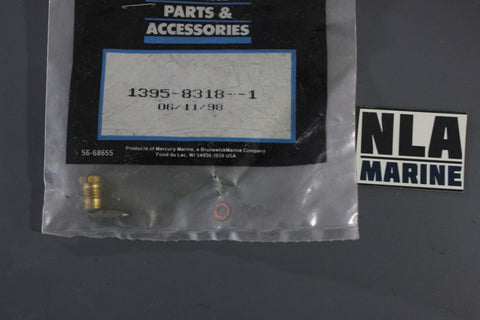 PARTS &
ACCESSORIES
1395-8318--1
06/11/98
56-68655
Products of Mercury Marine, a Brunswick Marine Company
Fond du Lac, WI 54936-1939 USA
NLA
MARINE